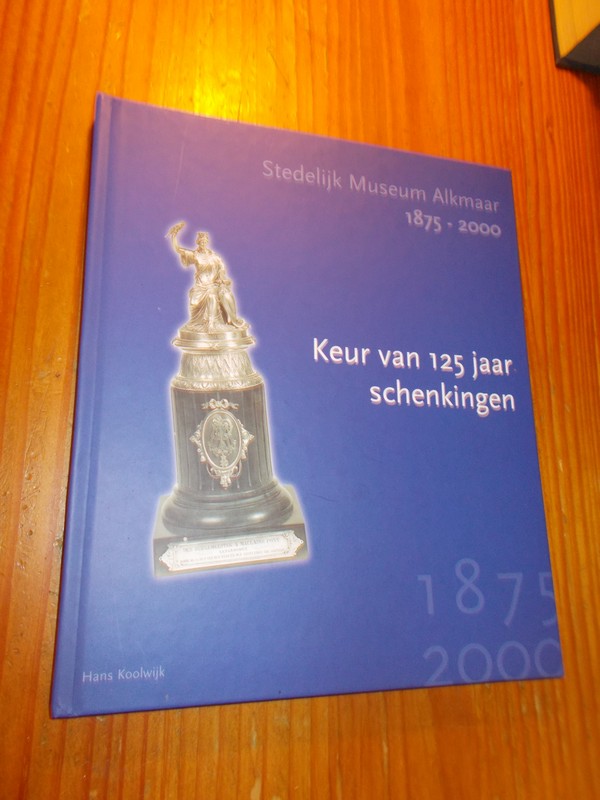 Stedelijk Museum Alkmaar
1875 - 2000
Keur van 125 jaar
schenkingen
1875
2000
Hans Koolwijk